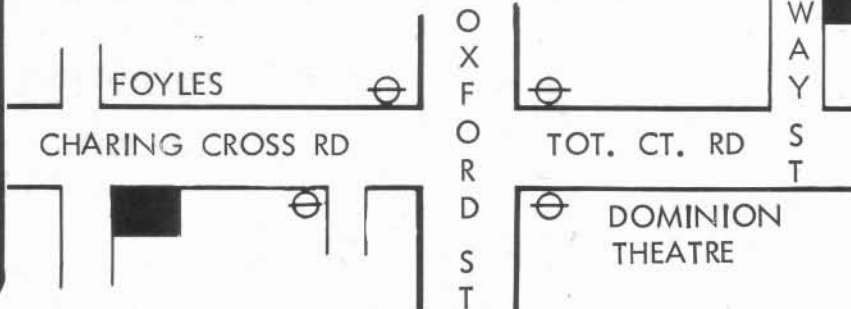 FOYLES
CHARING CROSS RD
OXFORD ST
TOT. CT. RD
WAY ST
DOMINION
THEATRE